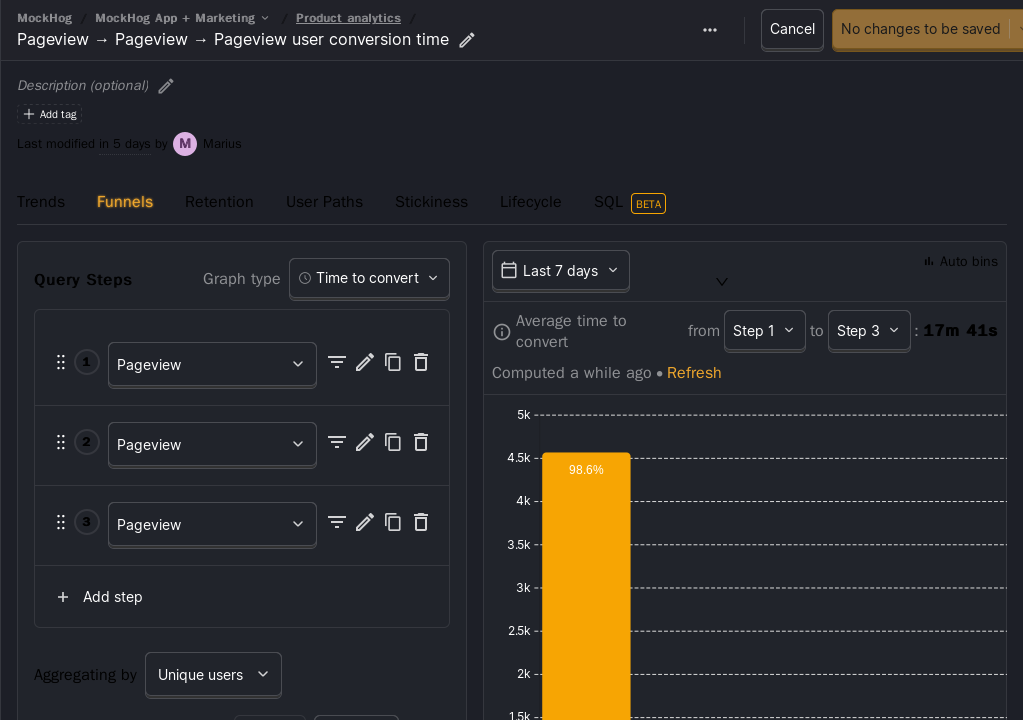 MockHog / MockHog App + Marketing / Product analytics /
Pageview → Pageview → Pageview user conversion time
Cancel
No changes to be saved
Description (optional)
+ Add tag
Last modified in 5 days by M Marius
Trends Funnels Retention User Paths Stickiness Lifecycle SQL BETA
Query Steps Graph type Time to convert
1 Pageview
2 Pageview
3 Pageview
+ Add step
Aggregating by Unique users
Last 7 days
Auto bins
Average time to convert from Step 1 to Step 3 : 17m 41s
Computed a while ago • Refresh
5k
4.5k
98.6%
4k
3.5k
3k
2.5k
2k
1.5k